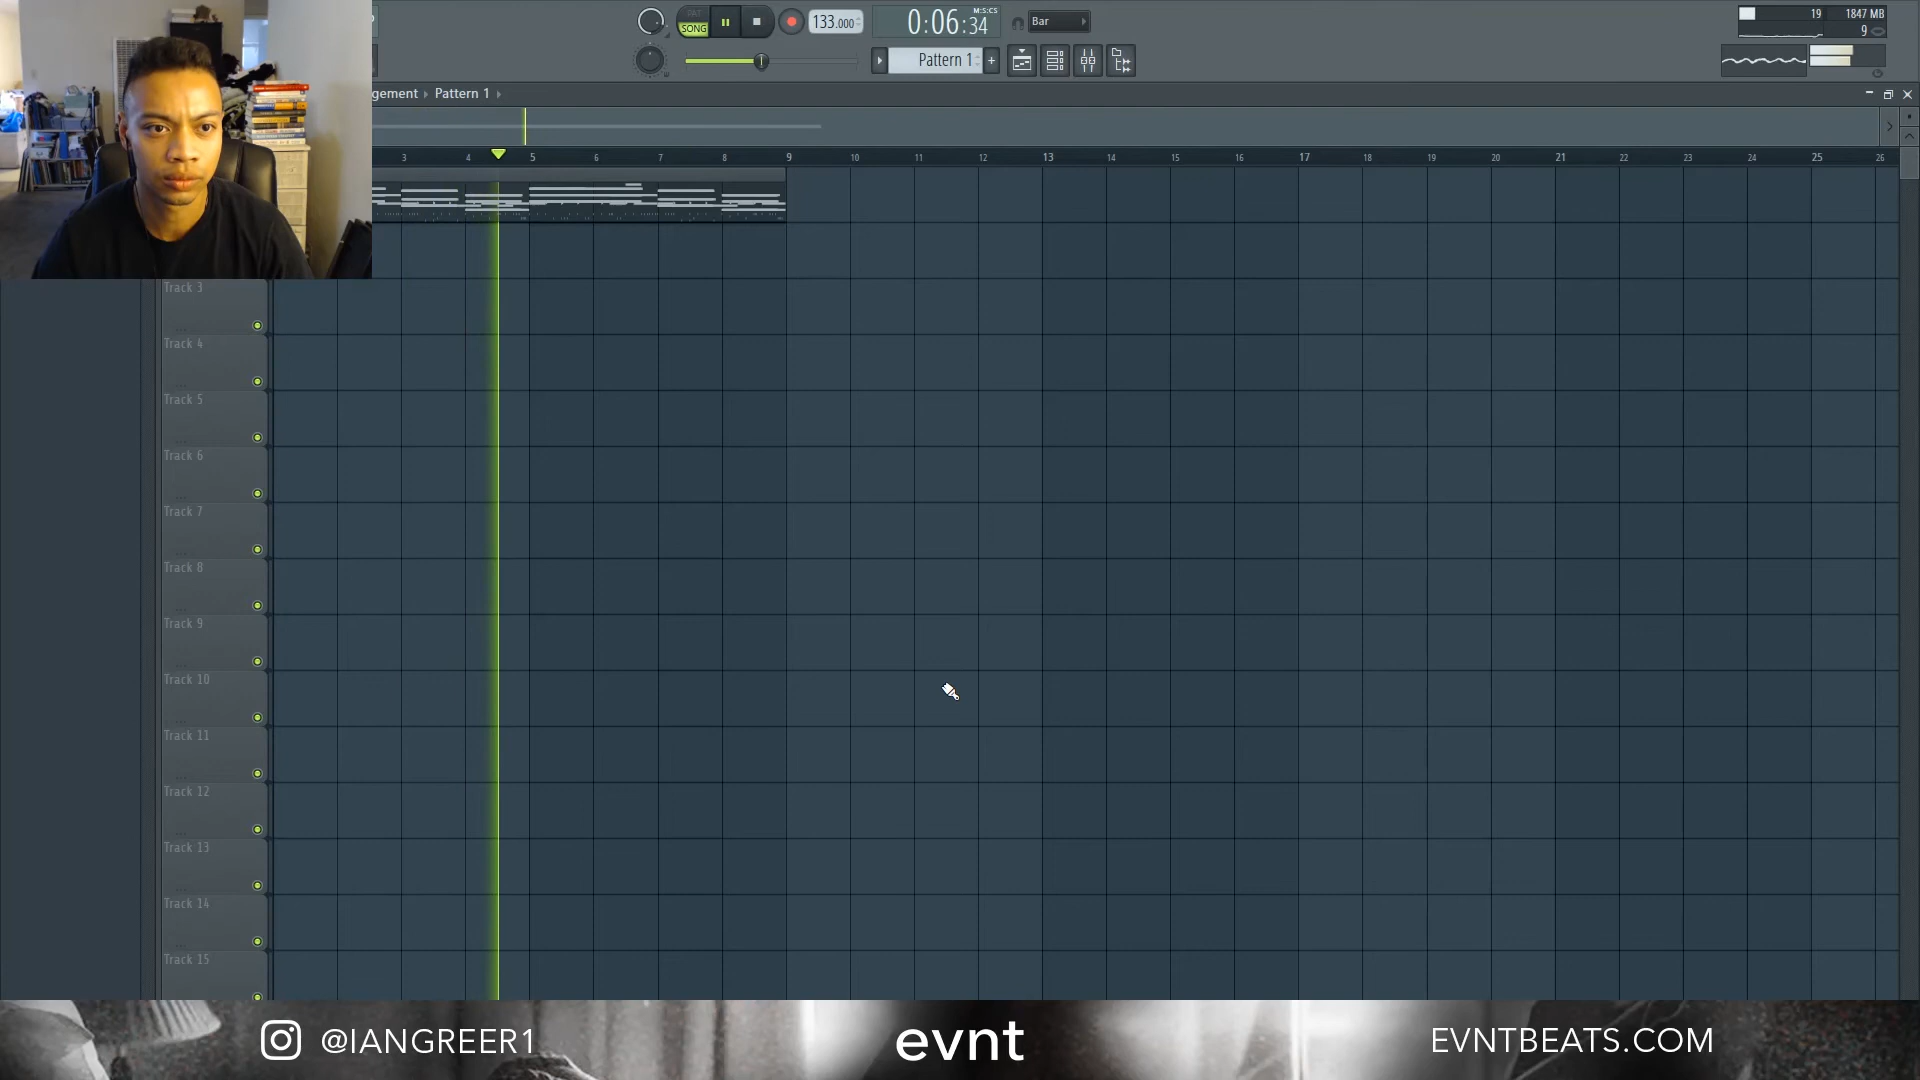 PAT
SONG
133.000
0:06:34
M:S:CS
Bar
19
1847 MB
9
Pattern 1
+
gement › Pattern 1 ›
3 4 5 6 7 8 9 10 11 12 13 14 15 16 17 18 19 20 21 22 23 24 25 26
Track 3
Track 4
Track 5
Track 6
Track 7
Track 8
Track 9
Track 10
Track 11
Track 12
Track 13
Track 14
Track 15
@IANGREER1
evnt
EVNTBEATS.COM